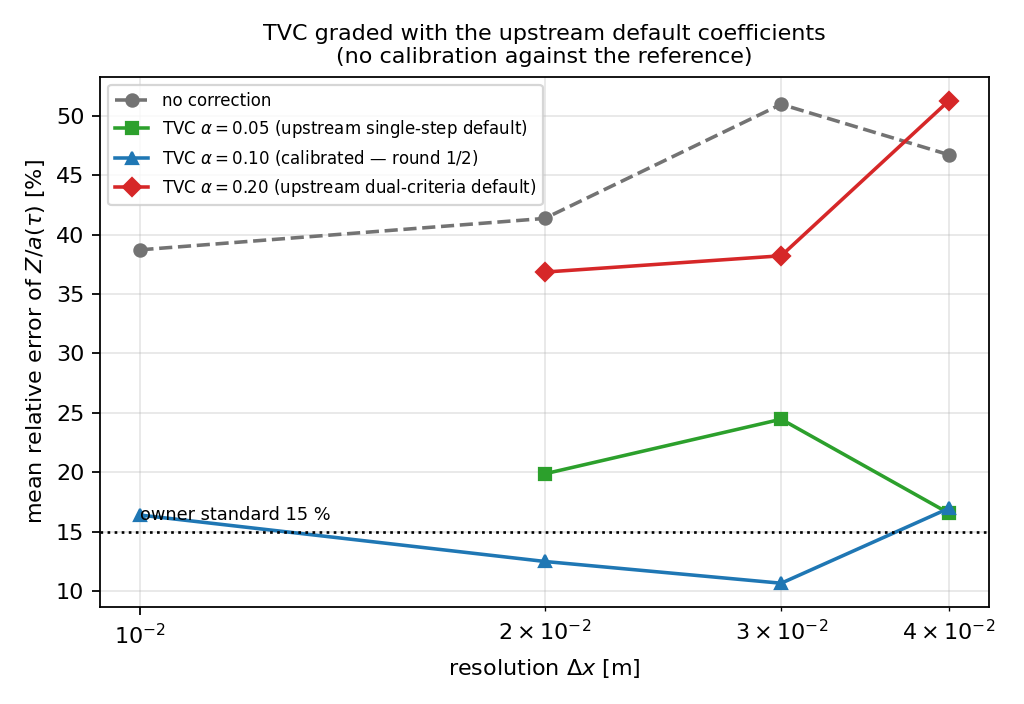 TVC graded with the upstream default coefficients
(no calibration against the reference)
no correction
TVC α = 0.05 (upstream single-step default)
TVC α = 0.10 (calibrated — round 1/2)
TVC α = 0.20 (upstream dual-criteria default)
mean relative error of Z/a(τ) [%]
50
45
40
35
30
25
20
15
10
owner standard 15 %
10⁻²
2 × 10⁻²
3 × 10⁻²
4 × 10⁻²
resolution Δx [m]